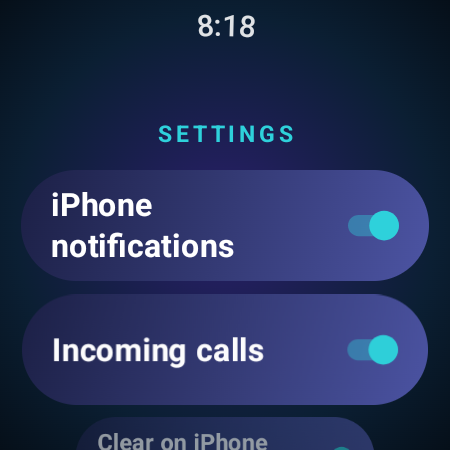 8:18
SETTINGS
iPhone
notifications
Incoming calls
Clear on iPhone